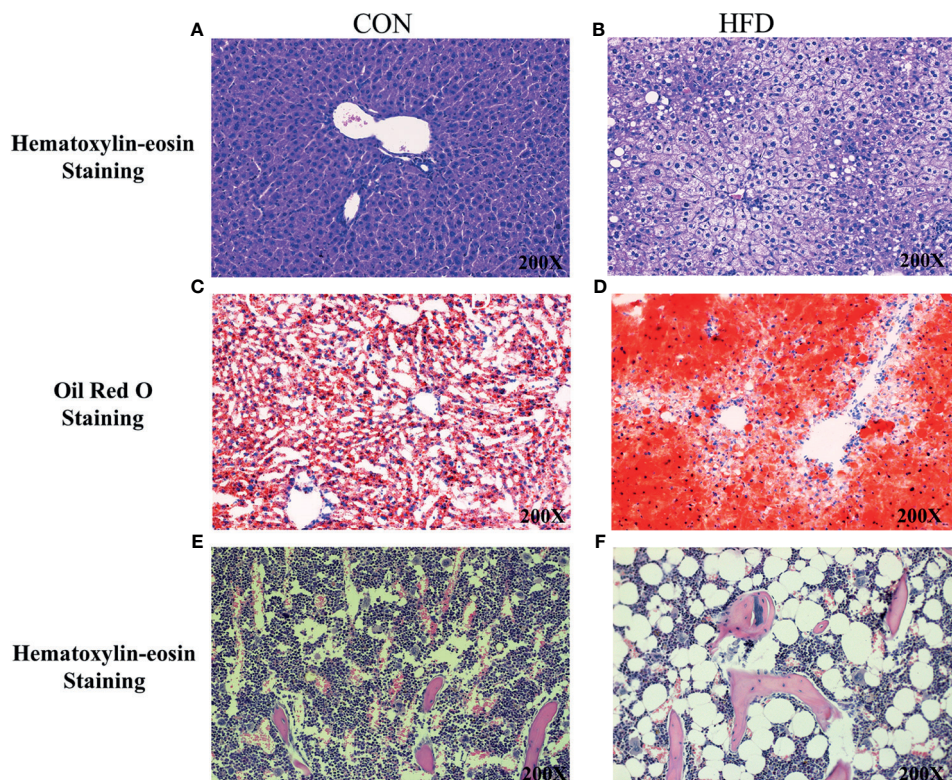 CON
HFD
A
B
Hematoxylin-eosin
Staining
200X
200X
C
D
Oil Red O
Staining
200X
200X
E
F
Hematoxylin-eosin
Staining
200X
200X